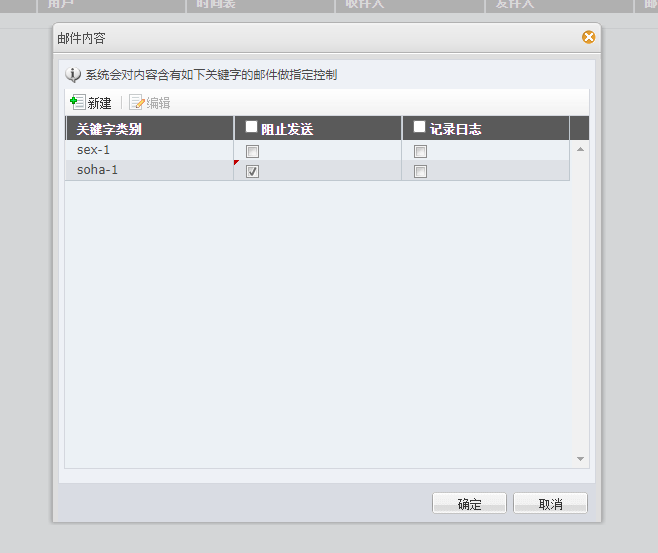 用户 时间表 收件人 发件人 邮
邮件内容
系统会对内容含有如下关键字的邮件做指定控制
新建 编辑
关键字类别 阻止发送 记录日志
sex-1
soha-1
确定 取消